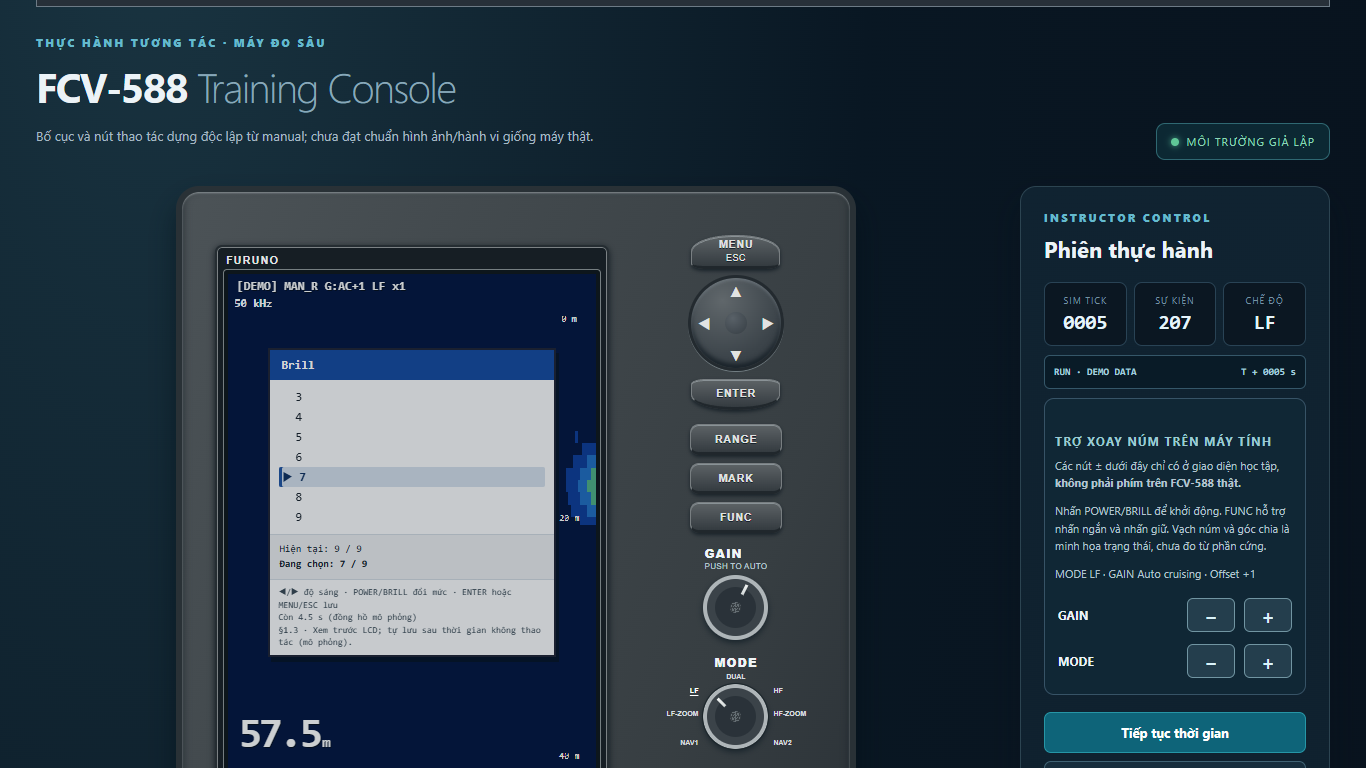 THỰC HÀNH TƯƠNG TÁC · MÁY ĐO SÂU
FCV-588 Training Console
Bố cục và nút thao tác dựng độc lập từ manual; chưa đạt chuẩn hình ảnh/hành vi giống máy thật.
MÔI TRƯỜNG GIẢ LẬP
FURUNO
[DEMO] MAN_R G:AC+1 LF x1
50 kHz
0 m
Brill
3
4
5
6
▶ 7
8
9
20 m
Hiện tại: 9 / 9
Đang chọn: 7 / 9
◀/▶ độ sáng · POWER/BRILL đổi mức · ENTER hoặc
MENU/ESC lưu
Còn 4.5 s (đồng hồ mô phỏng)
§1.3 · Xem trước LCD; tự lưu sau thời gian không thao
tác (mô phỏng).
57.5m
40 m
MENU
ESC
▲
◀ ▶
▼
ENTER
RANGE
MARK
FUNC
GAIN
PUSH TO AUTO
MODE
DUAL
LF HF
LF-ZOOM HF-ZOOM
NAV1 NAV2
INSTRUCTOR CONTROL
Phiên thực hành
SIM TICK SỰ KIỆN CHẾ ĐỘ
0005 207 LF
RUN · DEMO DATA T + 0005 s
TRỢ XOAY NÚM TRÊN MÁY TÍNH
Các nút ± dưới đây chỉ có ở giao diện học tập,
không phải phím trên FCV-588 thật.
Nhấn POWER/BRILL để khởi động. FUNC hỗ trợ
nhấn ngắn và nhấn giữ. Vạch núm và góc chia là
minh họa trạng thái, chưa đo từ phần cứng.
MODE LF · GAIN Auto cruising · Offset +1
GAIN − +
MODE − +
Tiếp tục thời gian